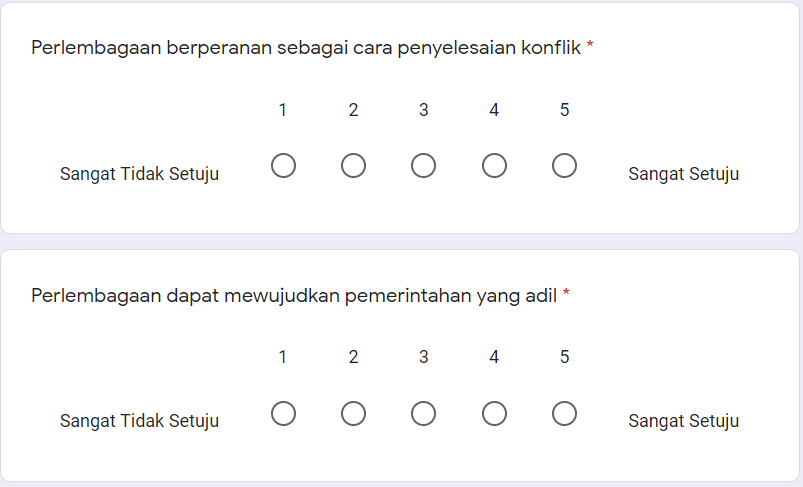 Perlembagaan berperanan sebagai cara penyelesaian konflik *
1 2 3 4 5
Sangat Tidak Setuju Sangat Setuju
Perlembagaan dapat mewujudkan pemerintahan yang adil *
1 2 3 4 5
Sangat Tidak Setuju Sangat Setuju